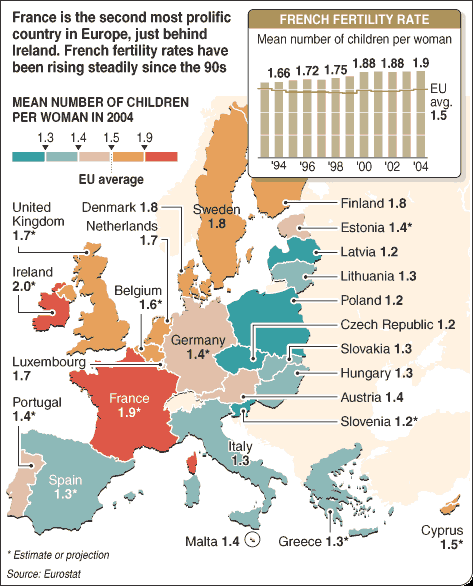 France is the second most prolific
country in Europe, just behind
Ireland. French fertility rates have
been rising steadily since the 90s
MEAN NUMBER OF CHILDREN
PER WOMAN IN 2004
1.3 1.4 1.5 1.9
EU average
FRENCH FERTILITY RATE
Mean number of children per woman
1.66 1.72 1.75 1.88 1.88 1.9
EU
avg.
1.5
'94 '96 '98 '00 '02 '04
United
Kingdom
1.7*
Denmark 1.8
Netherlands
1.7
Sweden
1.8
Finland 1.8
Estonia 1.4*
Latvia 1.2
Lithuania 1.3
Poland 1.2
Czech Republic 1.2
Slovakia 1.3
Hungary 1.3
Austria 1.4
Slovenia 1.2*
Ireland
2.0*
Belgium
1.6*
Germany
1.4*
Luxembourg
1.7
France
1.9*
Portugal
1.4*
Spain
1.3*
Italy
1.3
Malta 1.4
Greece 1.3*
Cyprus
1.5*
* Estimate or projection
Source: Eurostat